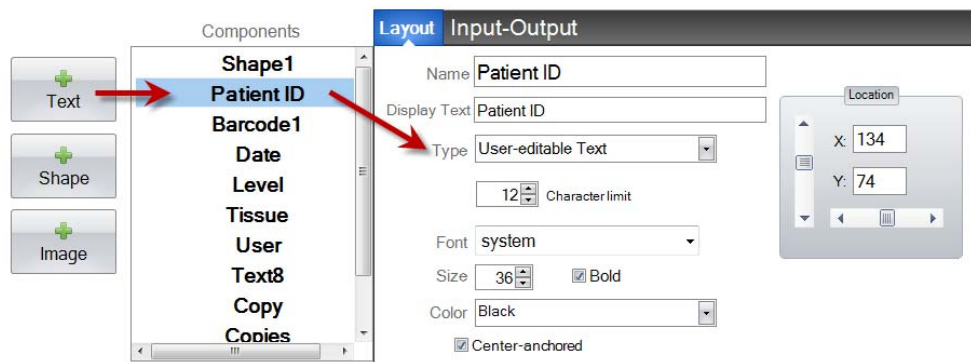 Components
Text
Shape
Image
Shape1
Patient ID
Barcode1
Date
Level
Tissue
User
Text8
Copy
Copies
Layout Input-Output
Name Patient ID
Display Text Patient ID
Type User-editable Text
12 Character limit
Font system
Size 36 Bold
Color Black
Center-anchored
Location
X: 134
Y: 74